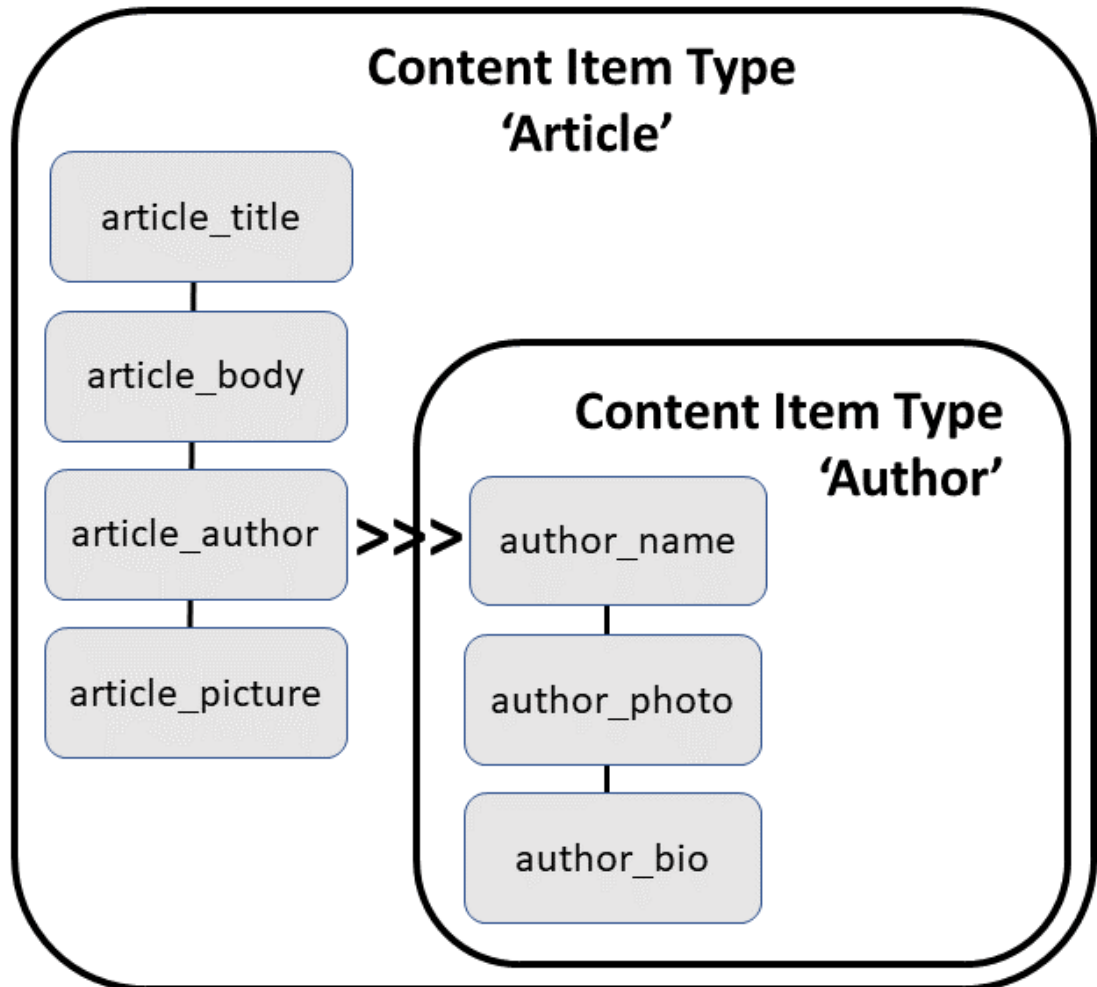 Content Item Type
‘Article’
article_title
article_body
article_author
>>>
article_picture
Content Item Type
‘Author’
author_name
author_photo
author_bio